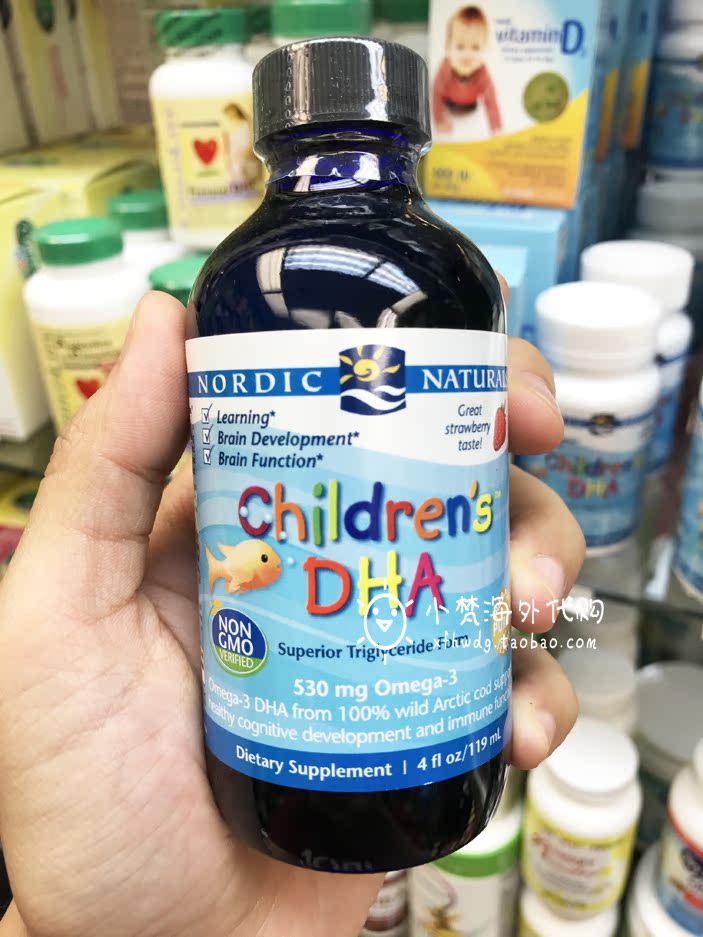 vitamin D3
NORDIC NATURALS
Learning*
Brain Development*
Brain Function*
Great
strawberry
taste!
Children's
DHA
NON
GMO
VERIFIED
Superior Triglyceride Form
530 mg Omega-3
Omega-3 DHA from 100% wild Arctic cod
healthy cognitive development and immune
Dietary Supplement | 4 fl oz/119 mL
小梵海外代购
Children's
DHA